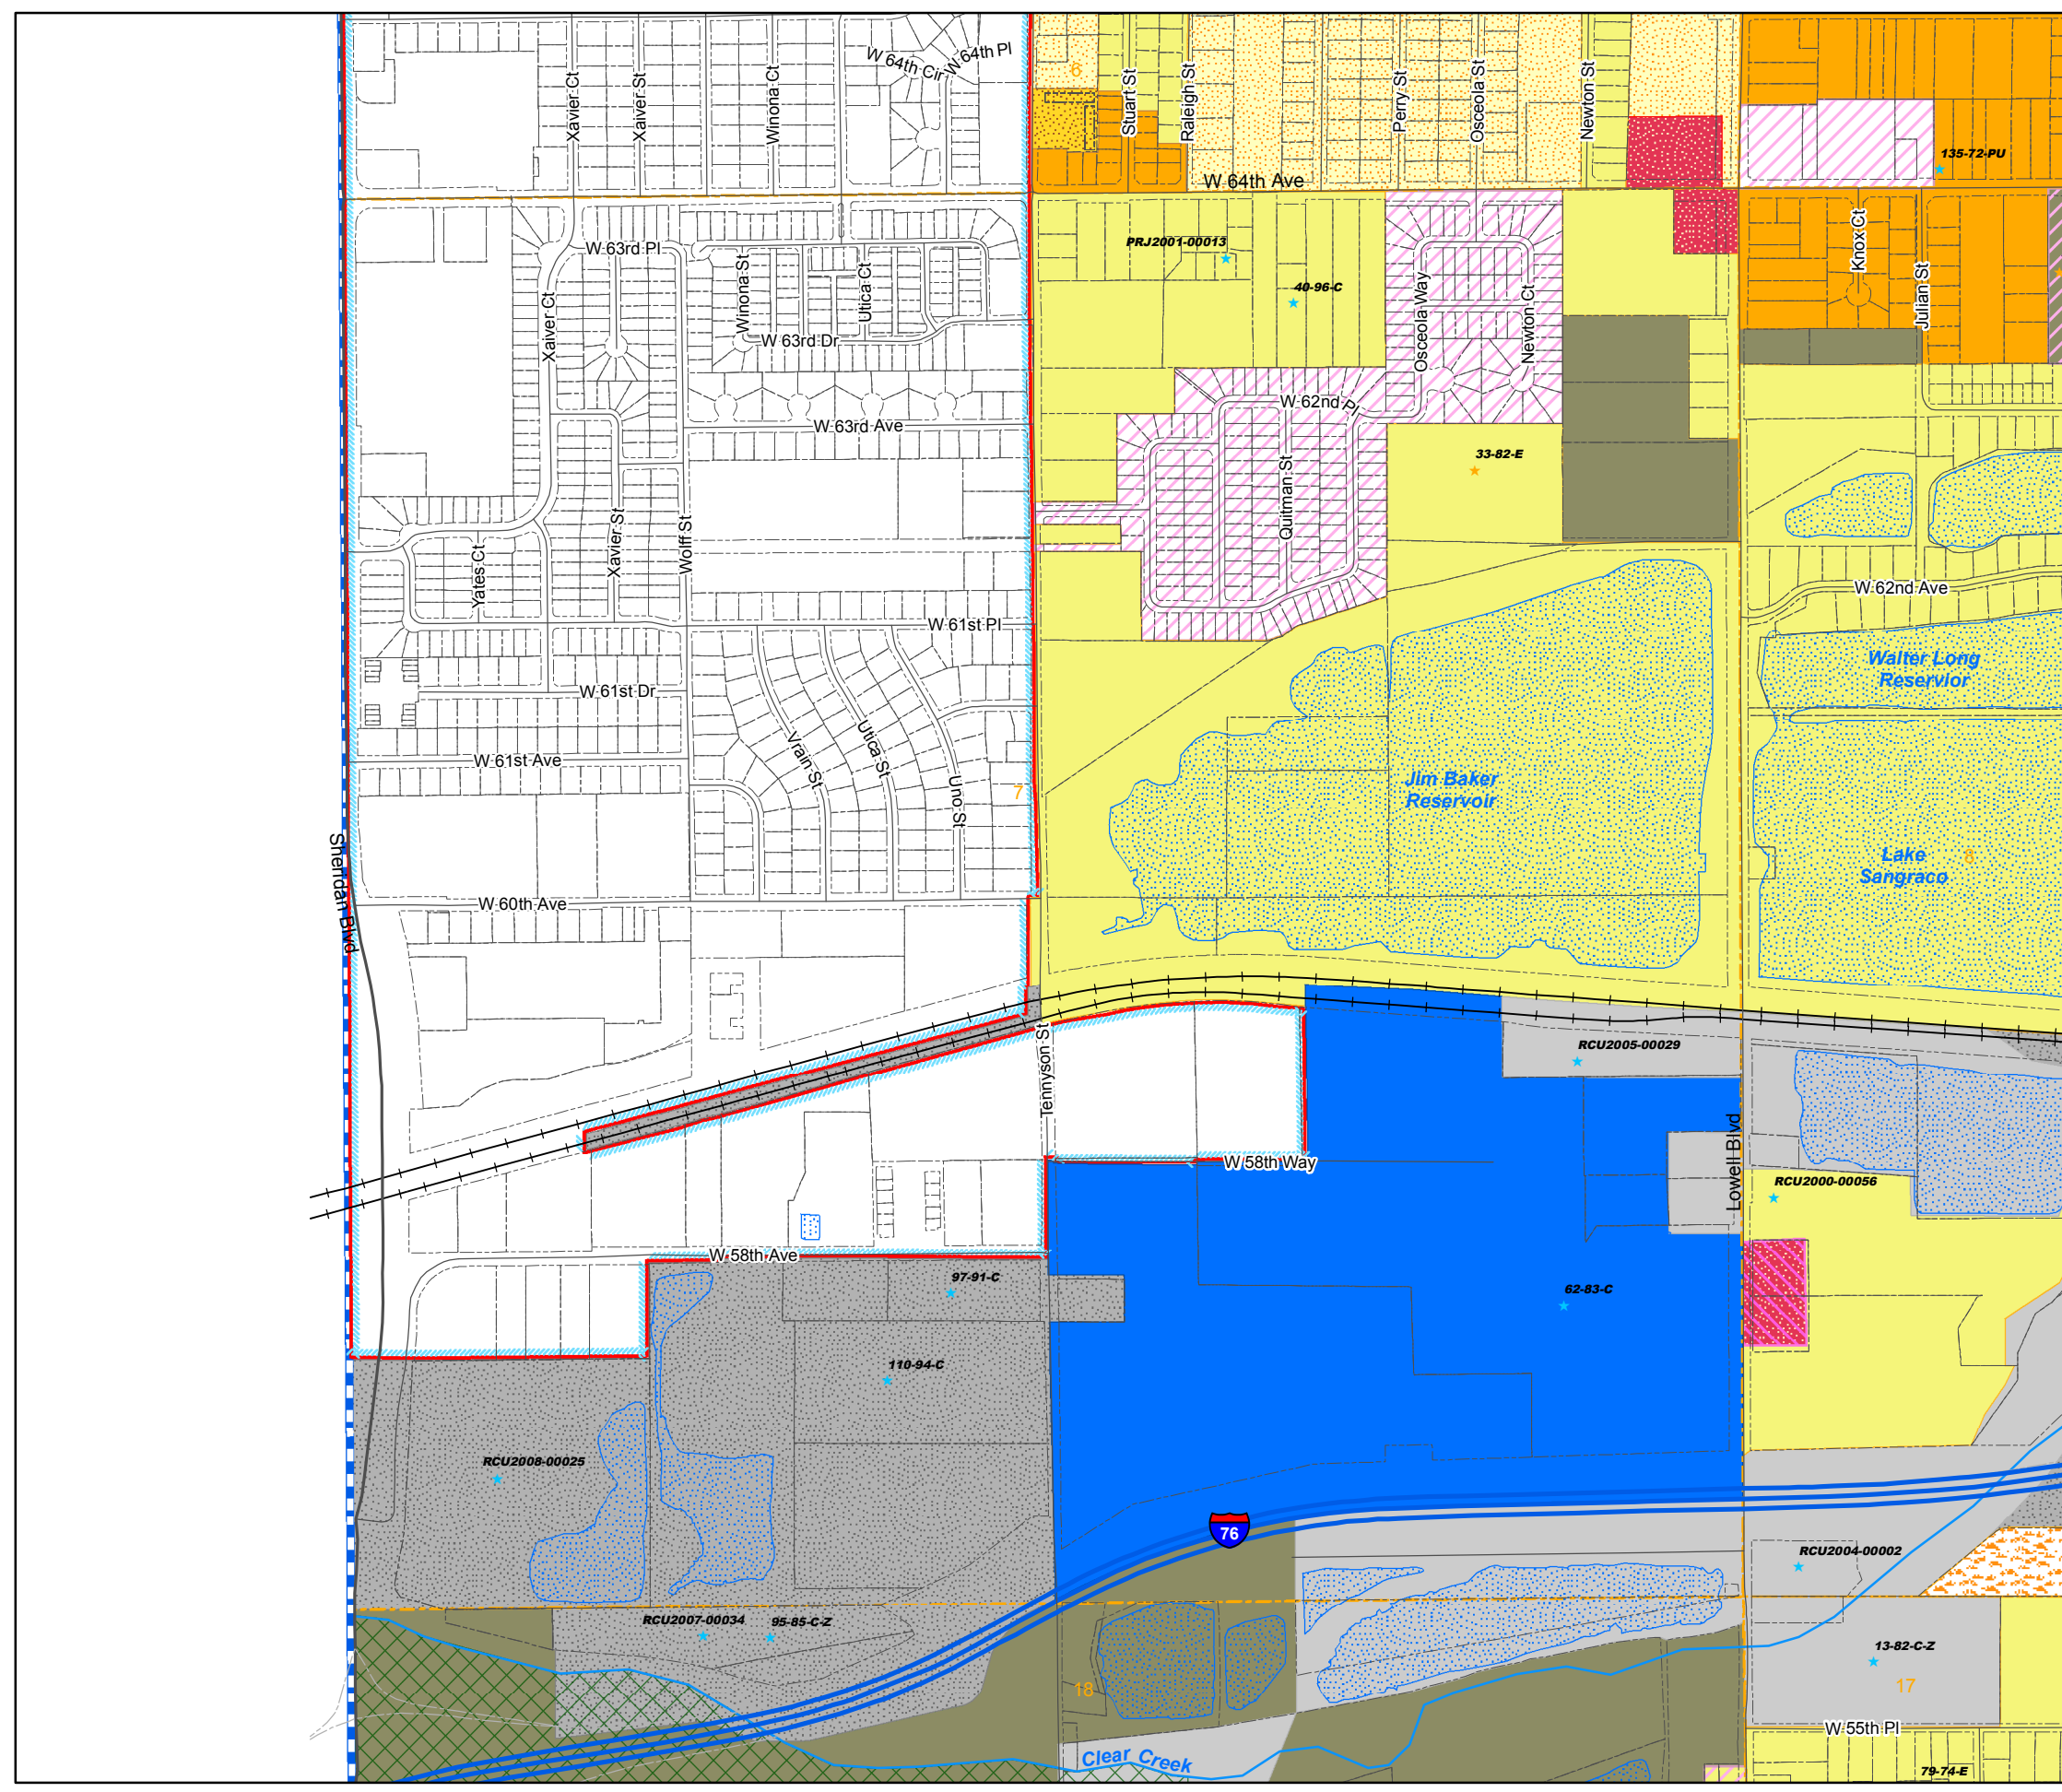 W 64th Cir
W 64th Pl
6
Xavier Ct
Xaiver St
Winona Ct
Stuart St
Raleigh St
Perry St
Osceola St
Newton St
135-72-PU
W 64th Ave
W 63rd Pl
PRJ2001-00013
40-96-C
Knox Ct
Julian St
Xaiver Ct
Winona St
Utica Ct
W 63rd Dr
Osceola Way
Newton Ct
W 62nd Pl
W 63rd Ave
33-82-E
Quitman St
Yates Ct
Xavier St
Wolff St
W 62nd Ave
W 61st Pl
Walter Long
Reservior
W 61st Dr
Vrain St
Utica St
Uno St
W 61st Ave
7
Jim Baker
Reservoir
Lake
Sangraco
8
Sheridan Blvd
W 60th Ave
Tennyson St
RCU2005-00029
W 58th Way
Lowell Blvd
RCU2000-00056
W 58th Ave
97-91-C
62-83-C
110-94-C
RCU2008-00025
76
RCU2004-00002
RCU2007-00034
95-85-C-Z
13-82-C-Z
18
17
W 55th Pl
Clear Creek
79-74-E